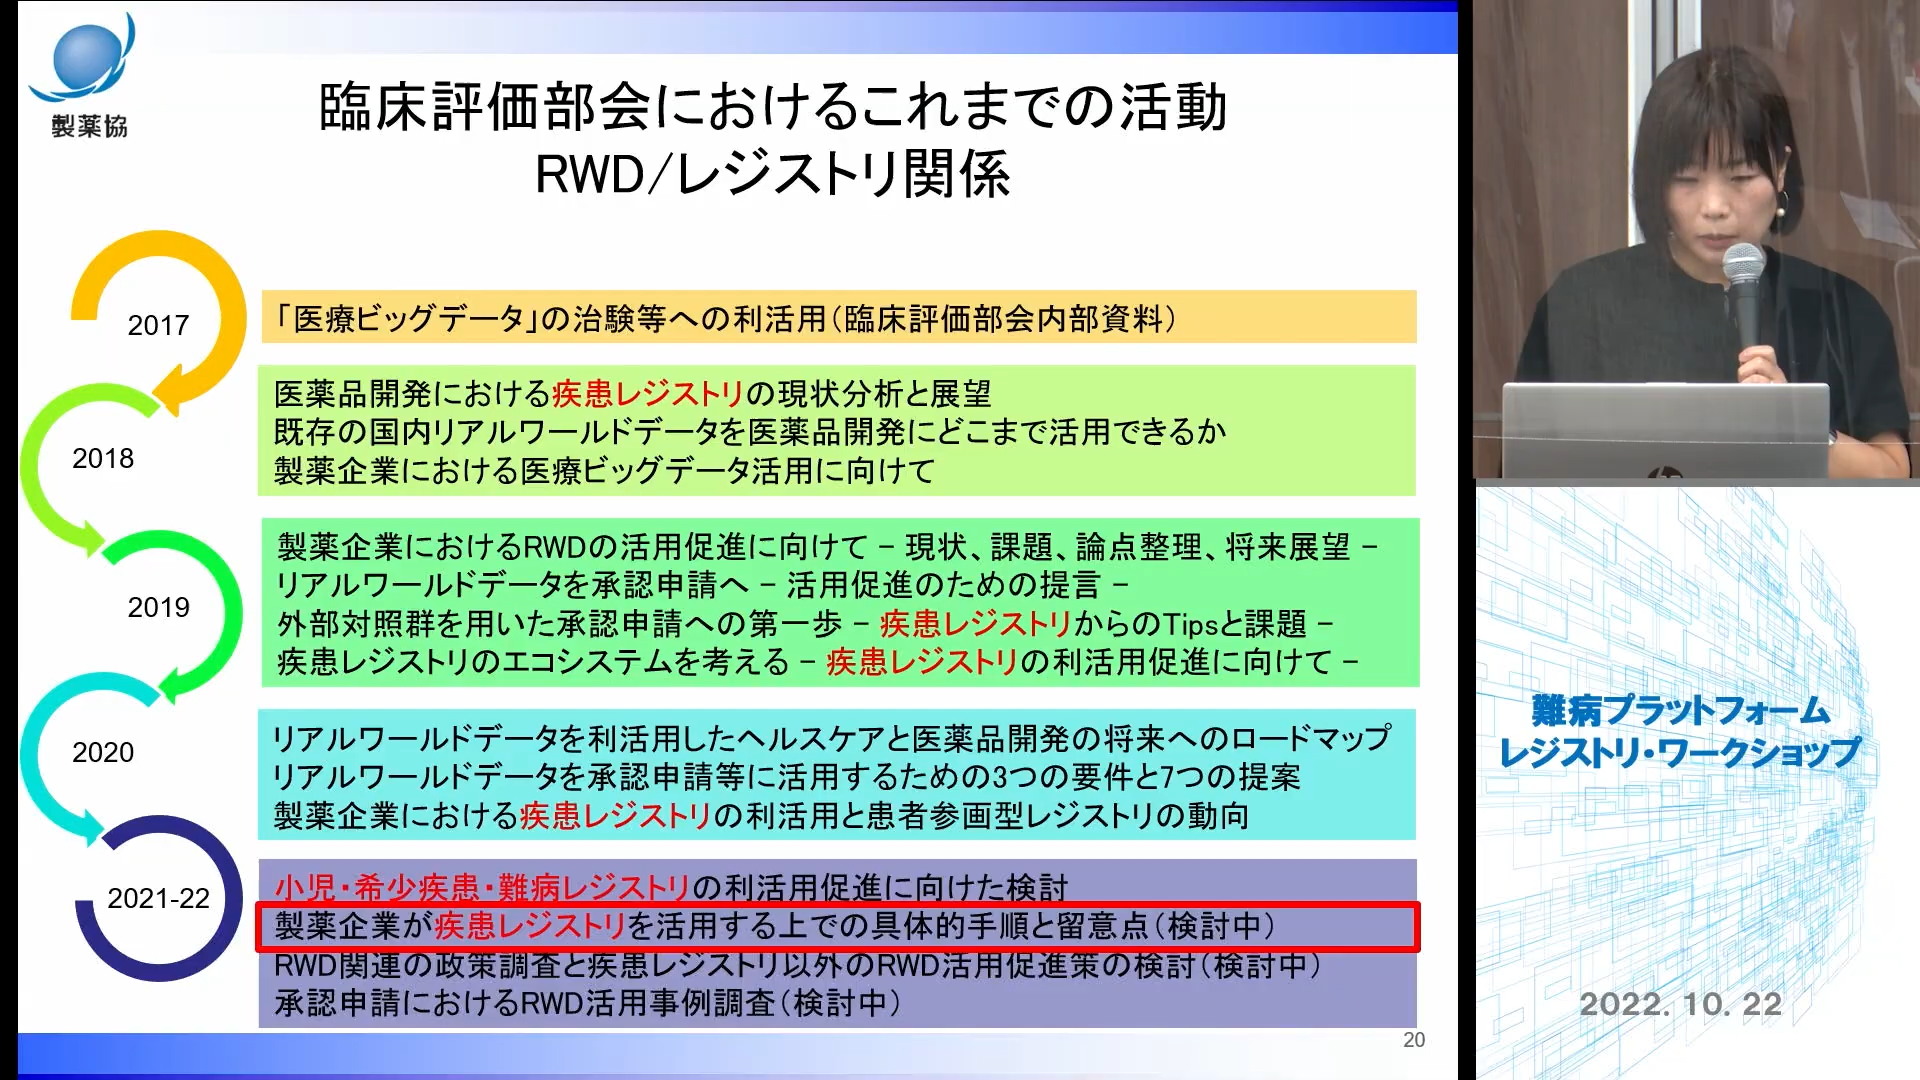 製薬協
臨床評価部会におけるこれまでの活動
RWD/レジストリ関係
2017
「医療ビッグデータ」の治験等への利活用（臨床評価部会内部資料）
2018
医薬品開発における疾患レジストリの現状分析と展望
既存の国内リアルワールドデータを医薬品開発にどこまで活用できるか
製薬企業における医療ビッグデータ活用に向けて
2019
製薬企業におけるRWDの活用促進に向けて − 現状、課題、論点整理、将来展望 −
リアルワールドデータを承認申請へ − 活用促進のための提言 −
外部対照群を用いた承認申請への第一歩 − 疾患レジストリからのTipsと課題 −
疾患レジストリのエコシステムを考える − 疾患レジストリの利活用促進に向けて −
2020
リアルワールドデータを利活用したヘルスケアと医薬品開発の将来へのロードマップ
リアルワールドデータを承認申請等に活用するための3つの要件と7つの提案
製薬企業における疾患レジストリの利活用と患者参画型レジストリの動向
2021-22
小児・希少疾患・難病レジストリの利活用促進に向けた検討
製薬企業が疾患レジストリを活用する上での具体的手順と留意点（検討中）
RWD関連の政策調査と疾患レジストリ以外のRWD活用促進策の検討（検討中）
承認申請におけるRWD活用事例調査（検討中）
20
難病プラットフォーム
レジストリ・ワークショップ
2022. 10. 22